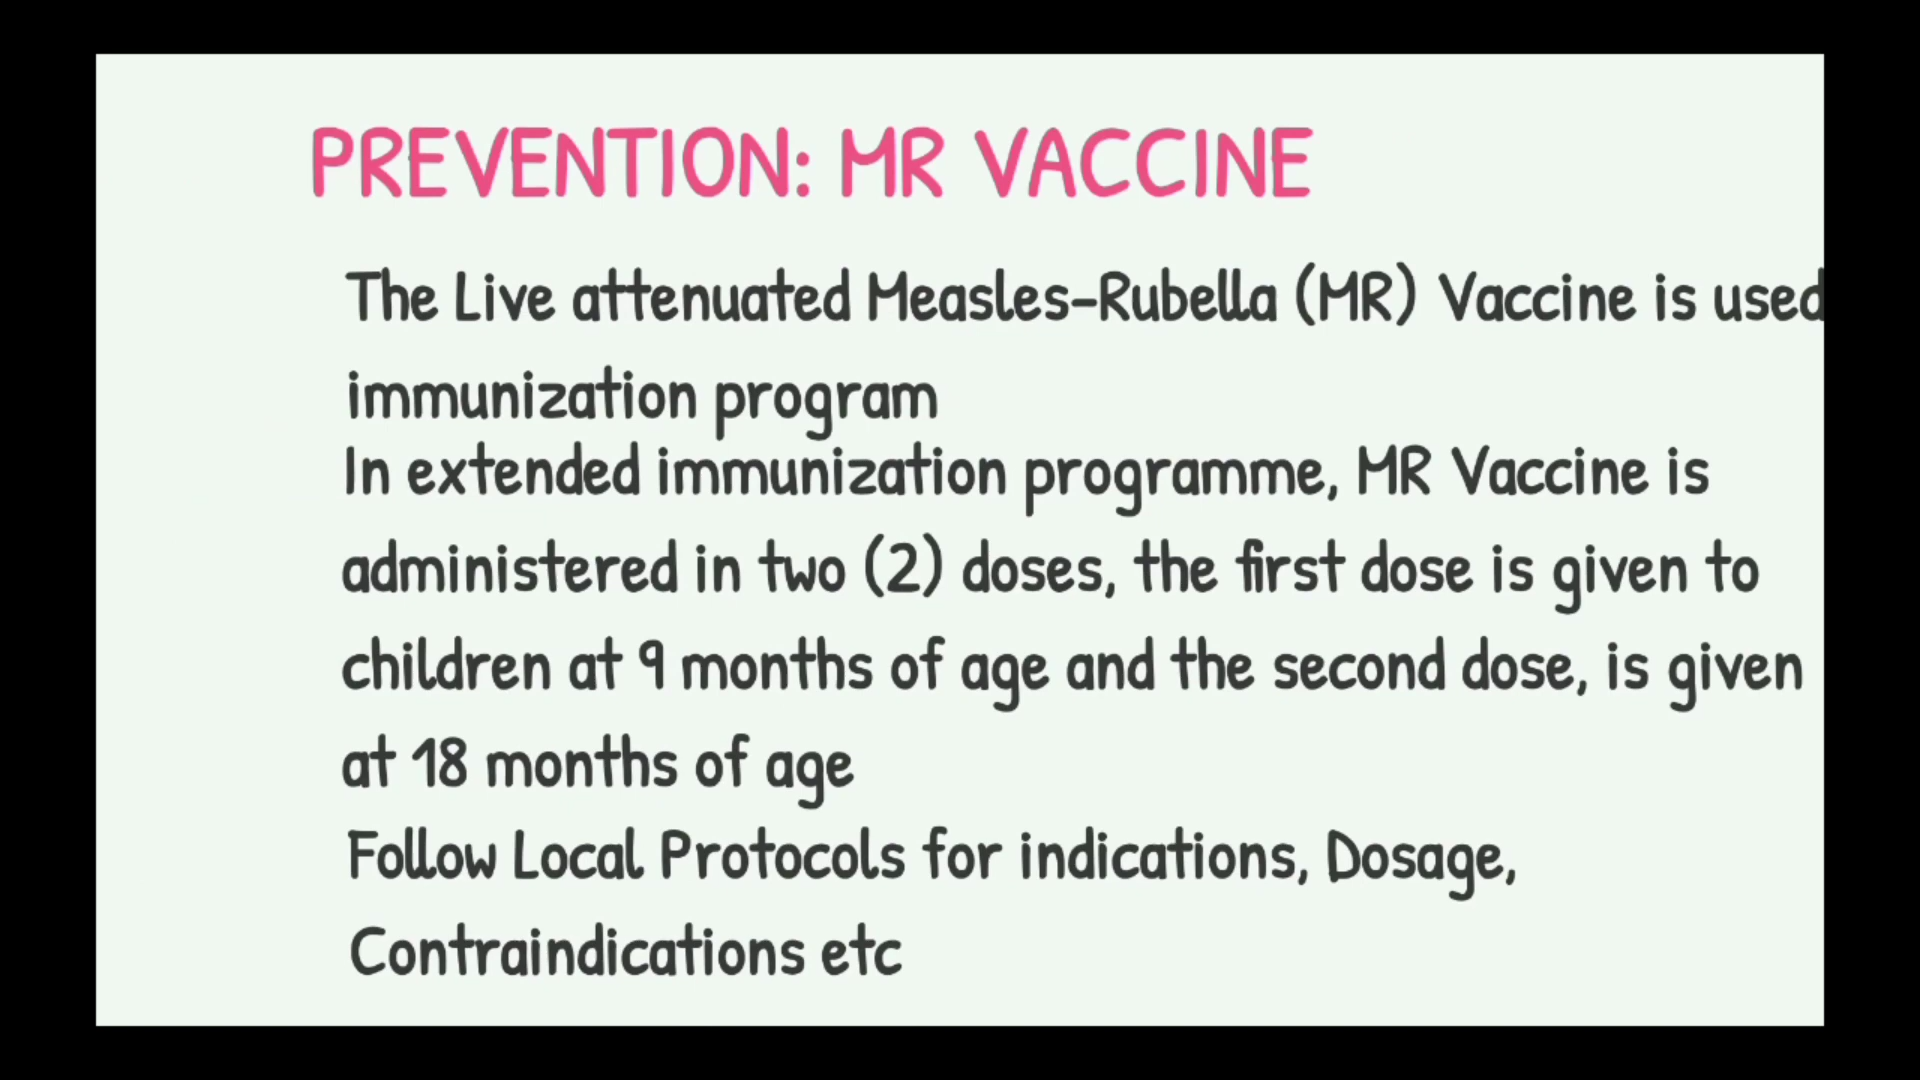 PREVENTION: MR VACCINE
The Live attenuated Measles-Rubella (MR) Vaccine is used
immunization program
In extended immunization programme, MR Vaccine is
administered in two (2) doses, the first dose is given to
children at 9 months of age and the second dose, is given
at 18 months of age
Follow Local Protocols for indications, Dosage,
Contraindications etc